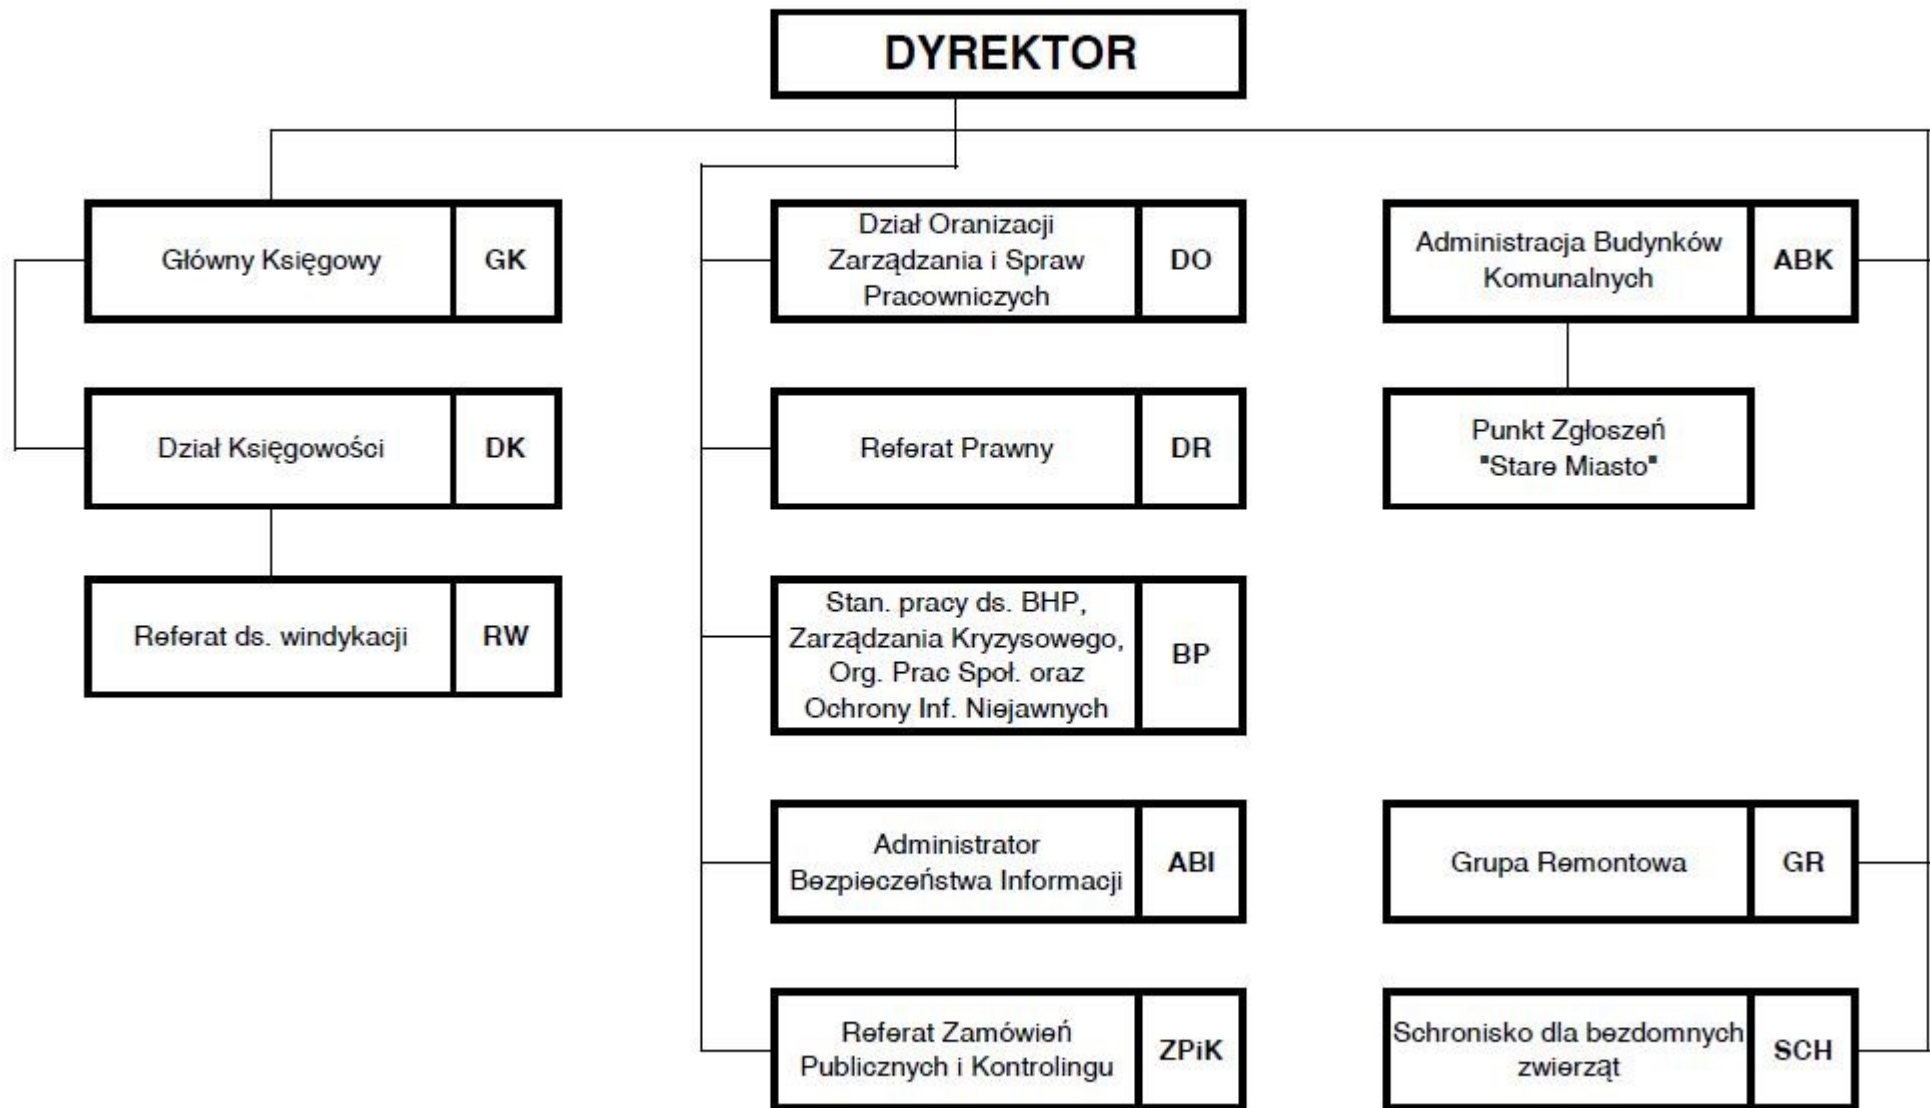 DYREKTOR
Główny Księgowy
GK
Dział Księgowości
DK
Referat ds. windykacji
RW
Dział Oranizacji
Zarządzania i Spraw
Pracowniczych
DO
Referat Prawny
DR
Stan. pracy ds. BHP,
Zarządzania Kryzysowego,
Org. Prac Społ. oraz
Ochrony Inf. Niejawnych
BP
Administrator
Bezpieczeństwa Informacji
ABI
Referat Zamówień
Publicznych i Kontrolingu
ZPiK
Administracja Budynków
Komunalnych
ABK
Punkt Zgłoszeń
"Stare Miasto"
Grupa Remontowa
GR
Schronisko dla bezdomnych
zwierząt
SCH